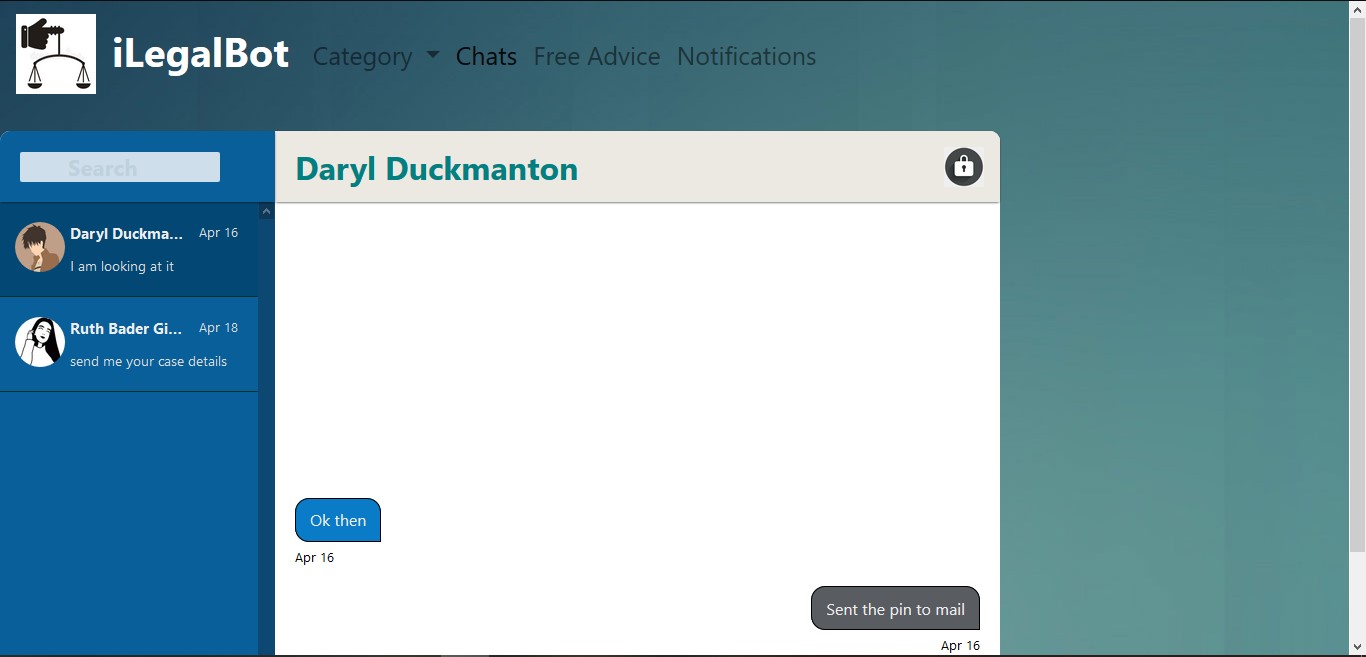 iLegalBot
Category
Chats
Free Advice
Notifications
Search
Daryl Duckmanton
Daryl Duckma...
Apr 16
I am looking at it
Ruth Bader Gi...
Apr 18
send me your case details
Ok then
Apr 16
Sent the pin to mail
Apr 16